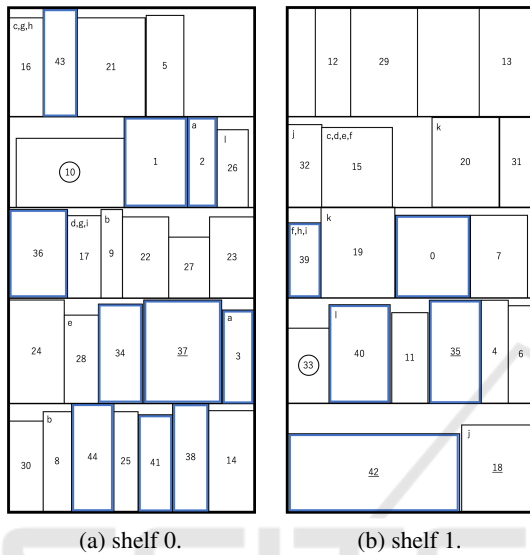 c,g,h
16 43 21 5
a l
10 1 2 26
d,g,i b
36 17 9 22 27 23
e a
24 28 34 37 3
b
30 8 44 25 41 38 14
(a) shelf 0.
12 29 13
j c,d,e,f k
32 15 20 31
f,h,i k
39 19 0 7
l
33 40 11 35 4 6
j
42 18
(b) shelf 1.